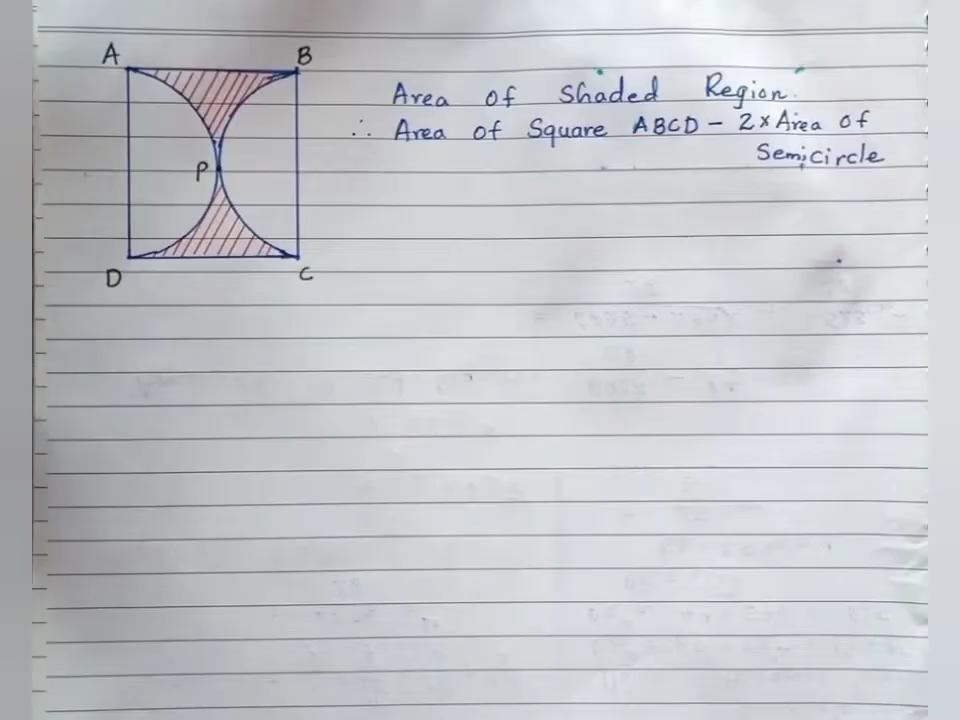 A
B
P
D
C
Area of Shaded Region.
∴ Area of Square ABCD - 2 x Area of
Semicircle